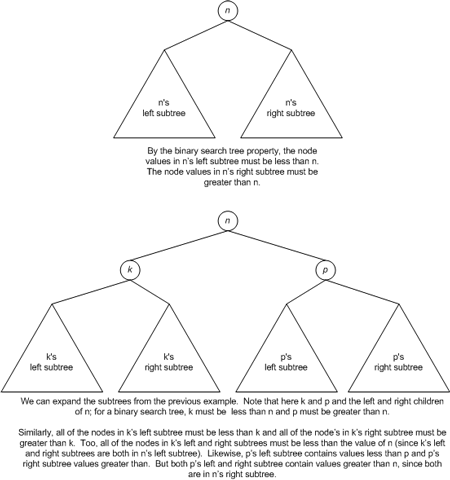 n
n's
left subtree
n's
right subtree
By the binary search tree property, the node
values in n's left subtree must be less than n.
The node values in n's right subtree must be
greater than n.
n
k
p
k's
left subtree
k's
right subtree
p's
left subtree
p's
right subtree
We can expand the subtrees from the previous example. Note that here k and p and the left and right children
of n; for a binary search tree, k must be less than n and p must be greater than n.
Similarly, all of the nodes in k's left subtree must be less than k and all of the node's in k's right subtree must be
greater than k. Too, all of the nodes in k's left and right subtrees must be less than the value of n (since k's left
and right subtrees are both in n's left subtree). Likewise, p's left subtree contains values less than p and p's
right subtree values greater than. But both p's left and right subtree contain values greater than n, since both
are in n's right subtree.